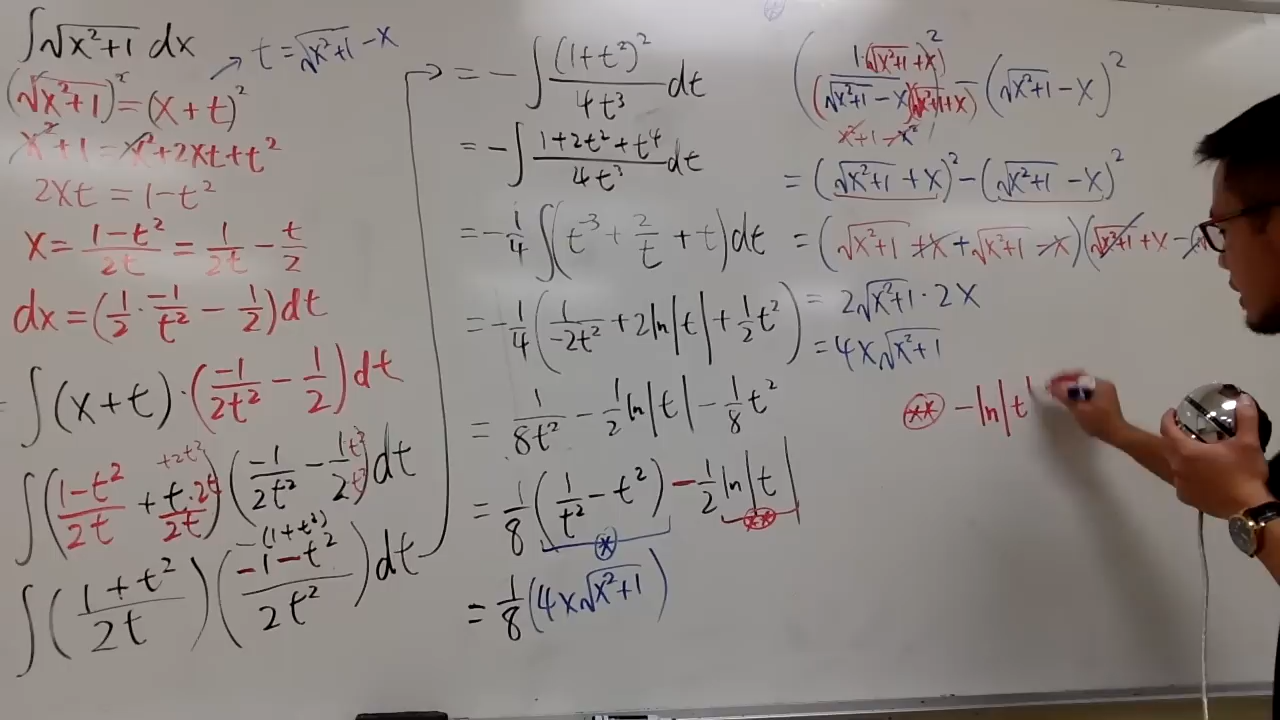 ∫√(x²+1) dx
→ t = √(x²+1) - x
(√(x²+1))² = (x + t)²
x² + 1 = x² + 2xt + t²
2xt = 1 - t²
x = (1-t²)/(2t) = 1/(2t) - t/2
dx = (1/2 · -1/t² - 1/2) dt
= ∫(x+t)·(-1/(2t²) - 1/2) dt
+2t²
∫((1-t²)/(2t) + t·2t/(2t)) (-1/(2t²) - 1/2 t²/t²) dt
-(1+t²)
∫((1+t²)/(2t)) ((-1-t²)/(2t²)) dt
→ = -∫ (1+t²)²/(4t³) dt
= -∫ (1+2t²+t⁴)/(4t³) dt
= -1/4 ∫(t⁻³ + 2/t + t) dt
= -1/4 (1/(-2t²) + 2ln|t| + 1/2 t²)
= 1/(8t²) - 1/2 ln|t| - 1/8 t²
= 1/8 (1/t² - t²) - 1/2 ln|t|
* **
= 1/8 (4x√(x²+1))
(1·(√(x²+1)+x)/((√(x²+1)-x)(√(x²+1)+x)))² - (√(x²+1)-x)²
x²+1-x²
= (√(x²+1)+x)² - (√(x²+1)-x)²
= (√(x²+1)+x+√(x²+1)-x)(√(x²+1)+x-
= 2√(x²+1)·2x
= 4x√(x²+1)
** -ln|t|